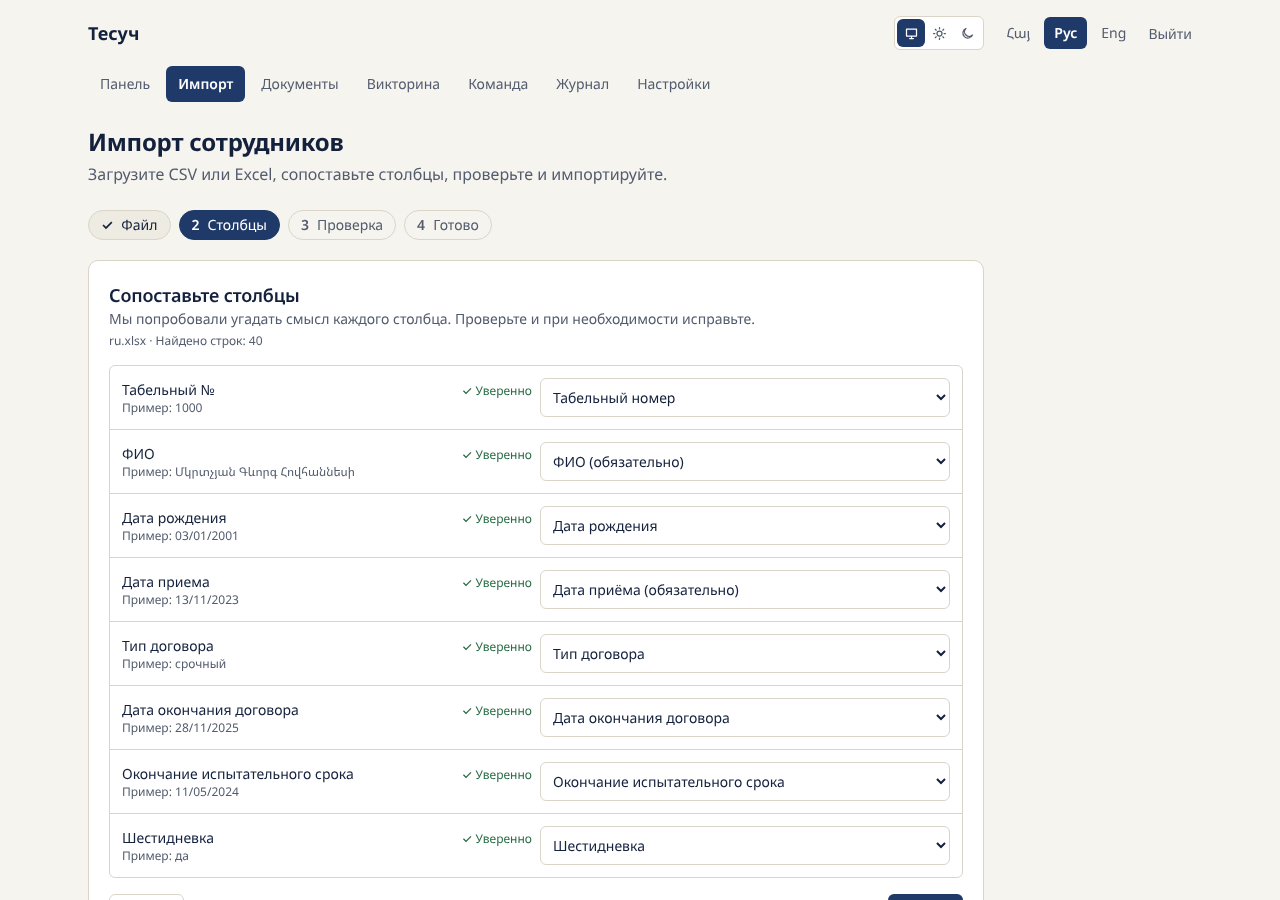 Тесуч
Հայ
Рус
Eng
Выйти
Панель
Импорт
Документы
Викторина
Команда
Журнал
Настройки
Импорт сотрудников
Загрузите CSV или Excel, сопоставьте столбцы, проверьте и импортируйте.
✓ Файл
2 Столбцы
3 Проверка
4 Готово
Сопоставьте столбцы
Мы попробовали угадать смысл каждого столбца. Проверьте и при необходимости исправьте.
ru.xlsx · Найдено строк: 40
Табельный №
Пример: 1000
✓ Уверенно
Табельный номер
ФИО
Пример: Մկրտչյան Գևորգ Հովհաննեսի
✓ Уверенно
ФИО (обязательно)
Дата рождения
Пример: 03/01/2001
✓ Уверенно
Дата рождения
Дата приема
Пример: 13/11/2023
✓ Уверенно
Дата приёма (обязательно)
Тип договора
Пример: срочный
✓ Уверенно
Тип договора
Дата окончания договора
Пример: 28/11/2025
✓ Уверенно
Дата окончания договора
Окончание испытательного срока
Пример: 11/05/2024
✓ Уверенно
Окончание испытательного срока
Шестидневка
Пример: да
✓ Уверенно
Шестидневка